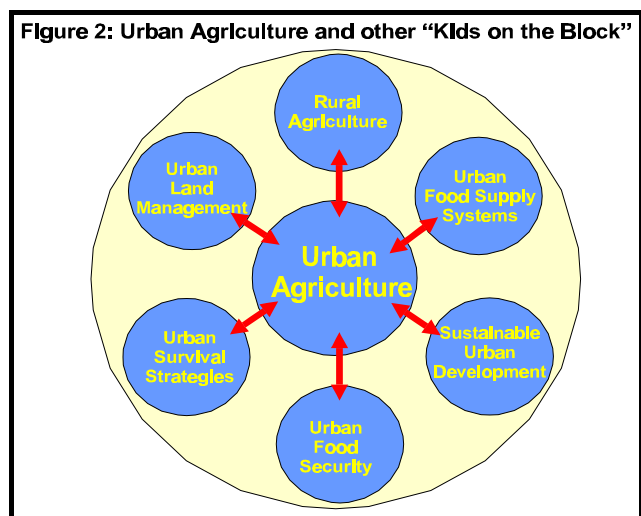 Figure 2: Urban Agriculture and other “Kids on the Block”
Rural
Agriculture
Urban
Land
Management
Urban
Food Supply
Systems
Urban
Agriculture
Urban
Survival
Strategies
Sustainable
Urban
Development
Urban
Food
Security